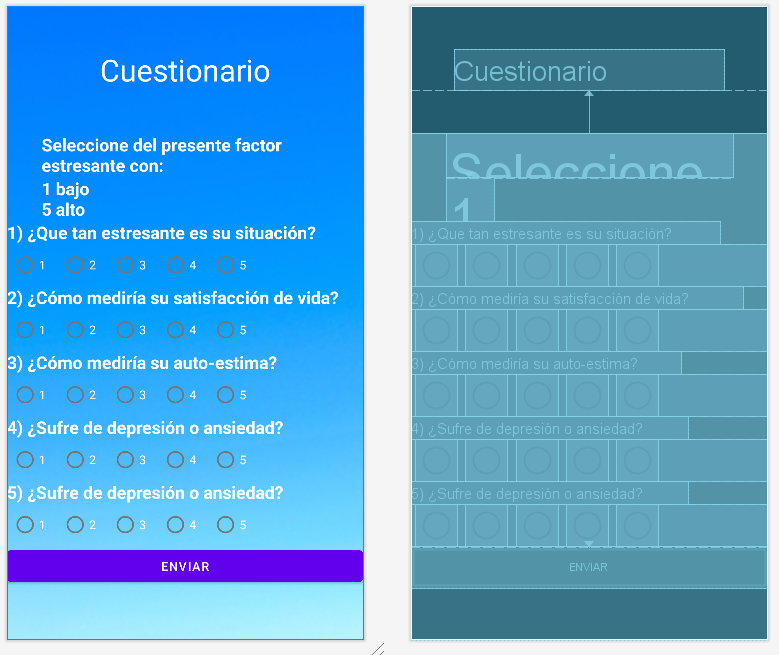 Cuestionario
Seleccione del presente factor
estresante con:
1 bajo
5 alto
1) ¿Que tan estresante es su situación?
1 2 3 4 5
2) ¿Cómo mediría su satisfacción de vida?
1 2 3 4 5
3) ¿Cómo mediría su auto-estima?
1 2 3 4 5
4) ¿Sufre de depresión o ansiedad?
1 2 3 4 5
5) ¿Sufre de depresión o ansiedad?
1 2 3 4 5
ENVIAR
Cuestionario
Seleccione
1
1) ¿Que tan estresante es su situación?
2) ¿Cómo mediría su satisfacción de vida?
3) ¿Cómo mediría su auto-estima?
4) ¿Sufre de depresión o ansiedad?
5) ¿Sufre de depresión o ansiedad?
ENVIAR